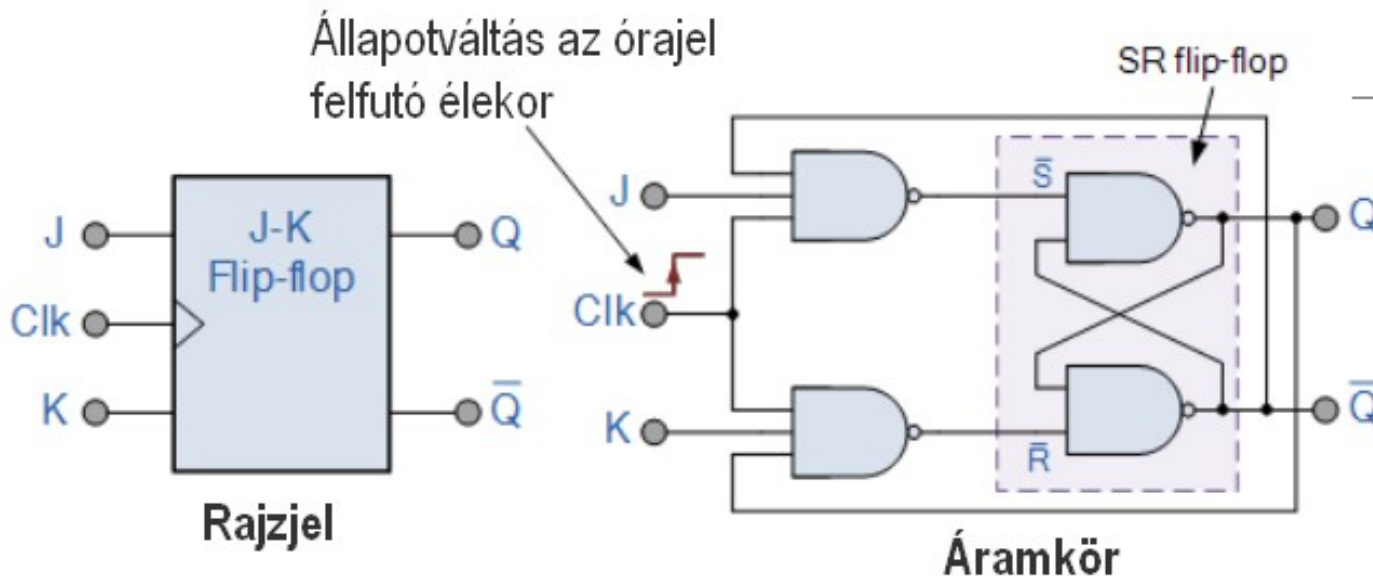 Állapotváltás az órajel
felfutó élekor
SR flip-flop
J
Clk
K
J-K
Flip-flop
Q
Q̅
Rajzjel
J
Clk
K
S̅
R̅
Q
Q̅
Áramkör